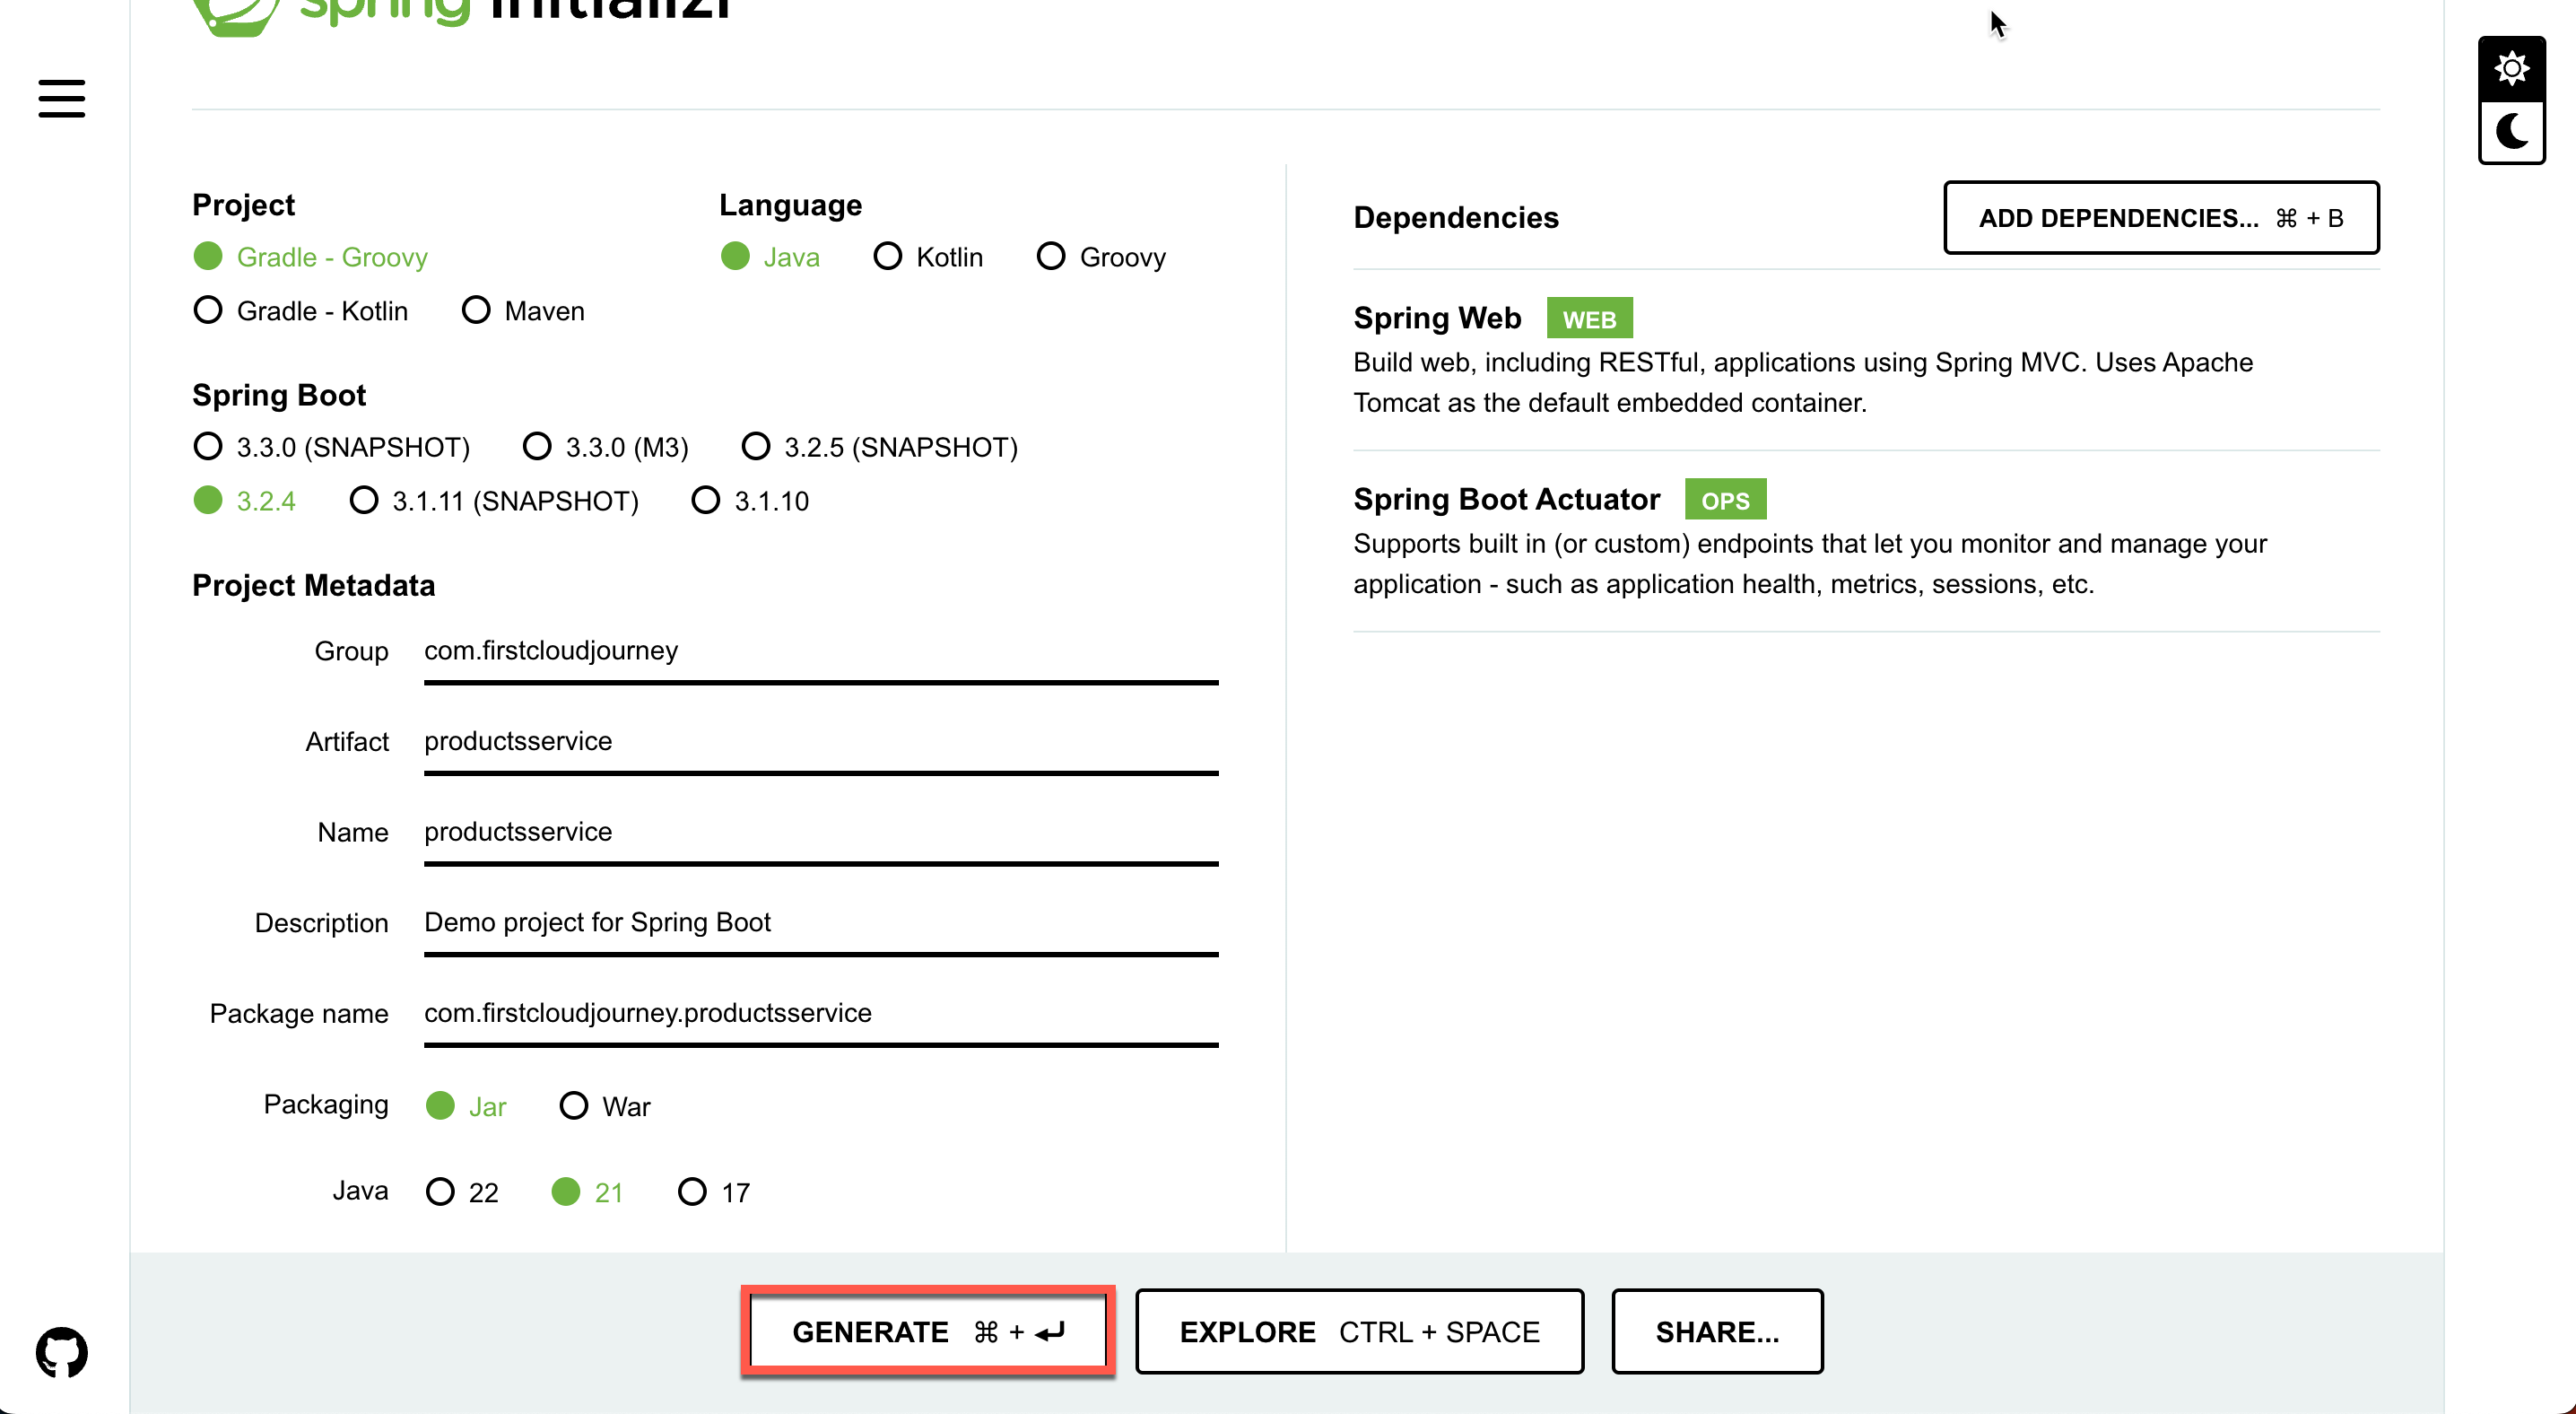 spring initializr
Project
Gradle - Groovy
Gradle - Kotlin Maven
Language
Java Kotlin Groovy
Spring Boot
3.3.0 (SNAPSHOT) 3.3.0 (M3) 3.2.5 (SNAPSHOT)
3.2.4 3.1.11 (SNAPSHOT) 3.1.10
Project Metadata
Group com.firstcloudjourney
Artifact productsservice
Name productsservice
Description Demo project for Spring Boot
Package name com.firstcloudjourney.productsservice
Packaging Jar War
Java 22 21 17
Dependencies
ADD DEPENDENCIES... ⌘ + B
Spring Web WEB
Build web, including RESTful, applications using Spring MVC. Uses Apache
Tomcat as the default embedded container.
Spring Boot Actuator OPS
Supports built in (or custom) endpoints that let you monitor and manage your
application - such as application health, metrics, sessions, etc.
GENERATE ⌘ + ↵
EXPLORE CTRL + SPACE
SHARE...